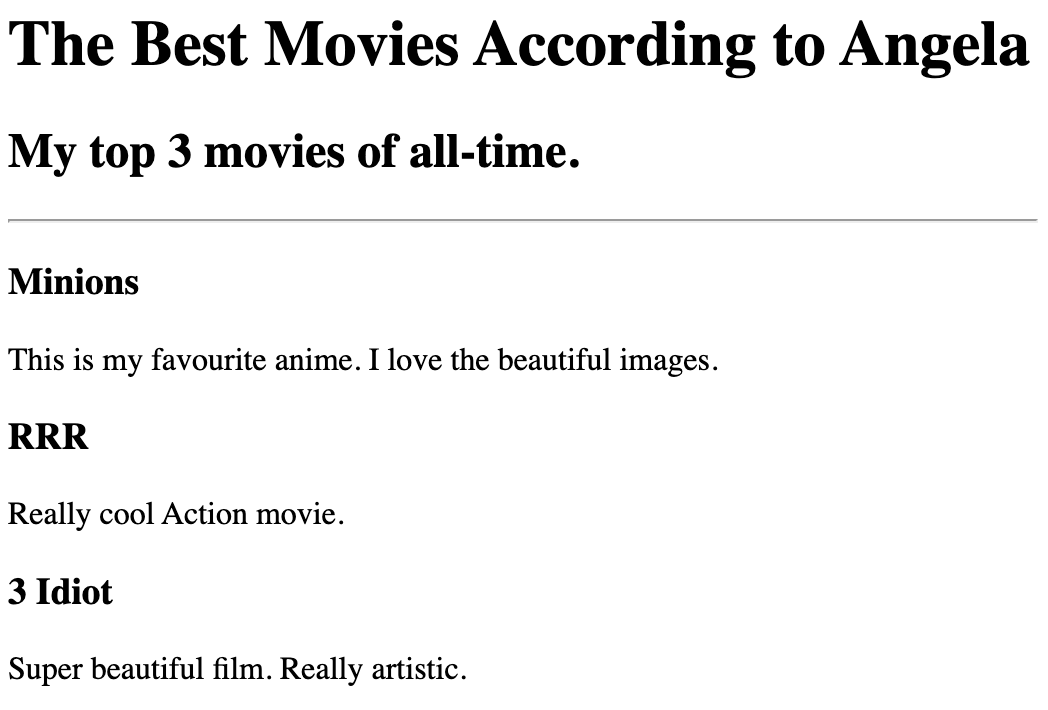 The Best Movies According to Angela
My top 3 movies of all-time.
Minions
This is my favourite anime. I love the beautiful images.
RRR
Really cool Action movie.
3 Idiot
Super beautiful film. Really artistic.